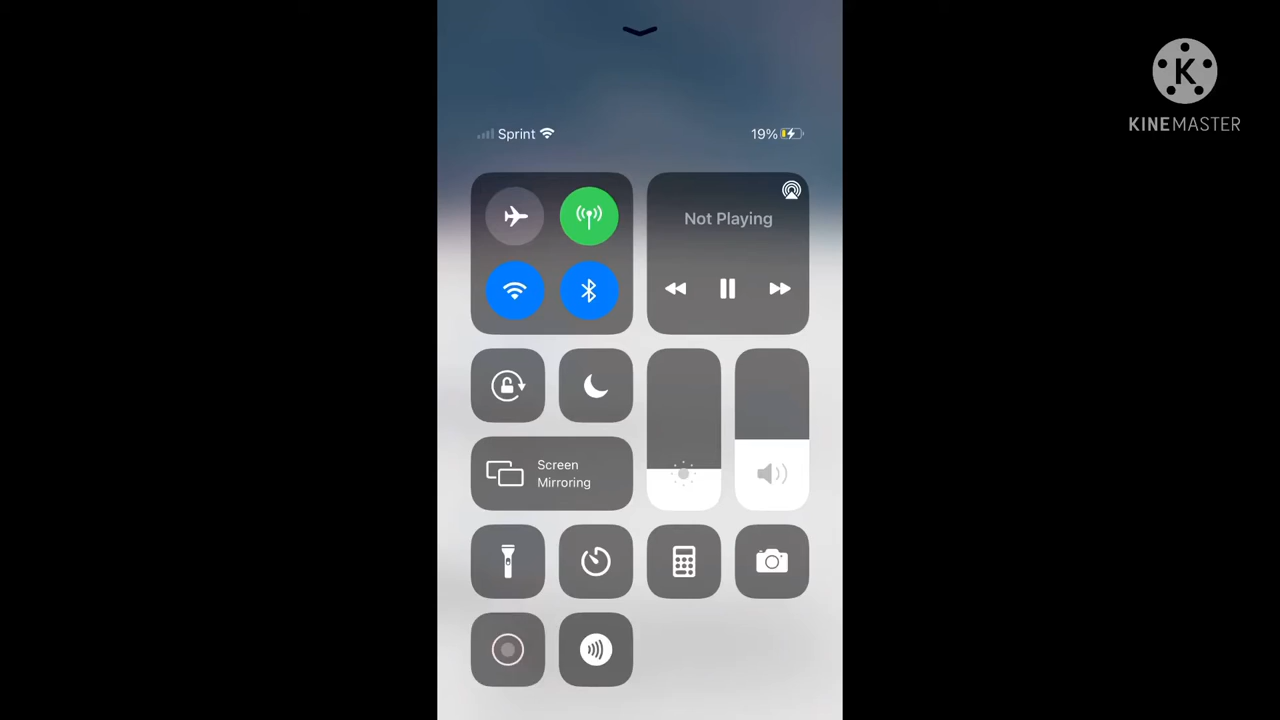 Sprint
19%
Not Playing
Screen
Mirroring
K
KINEMASTER